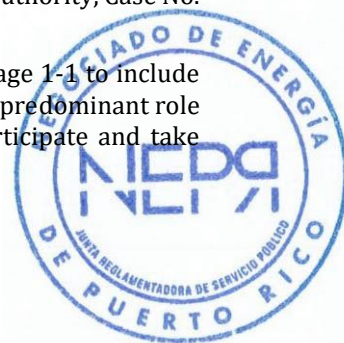 uthority, Case No.
age 1-1 to include
predominant role
rticipate and take
NEGOCIADO DE ENERGÍA
NEPR
JUNTA REGLAMENTADORA DE SERVICIO PÚBLICO
DE PUERTO RICO